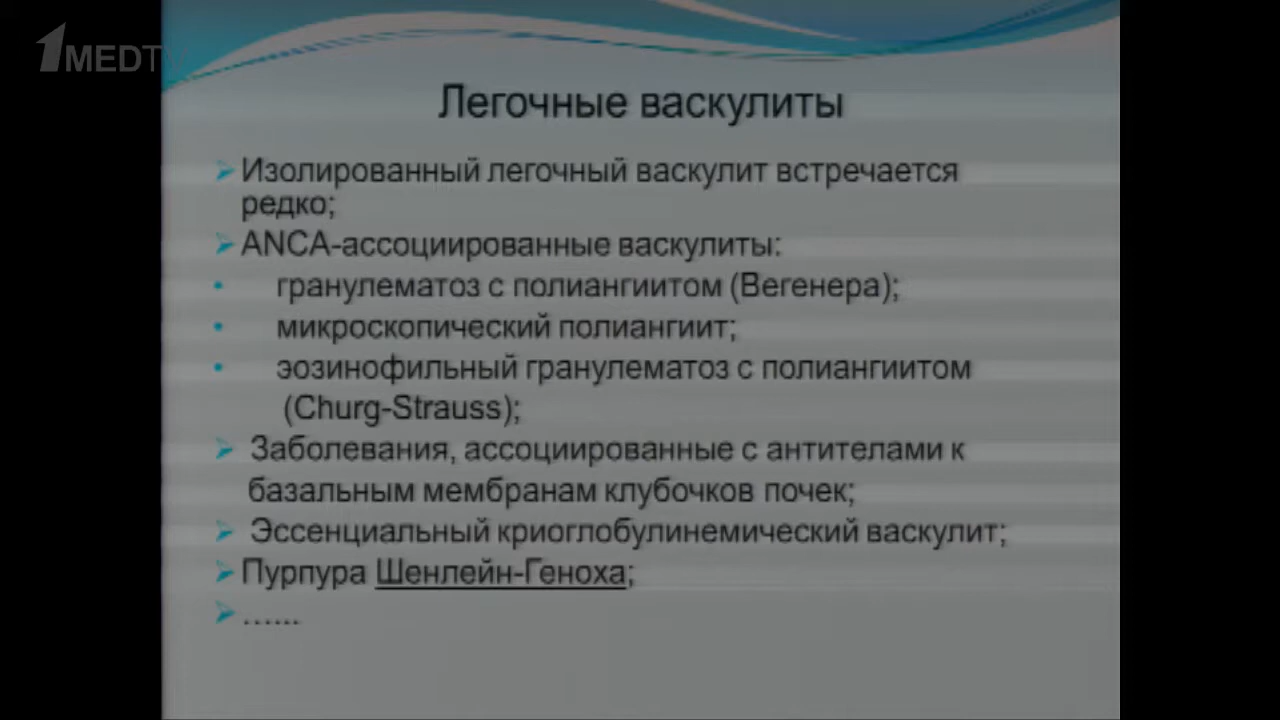 1MEDTV
Легочные васкулиты
Изолированный легочный васкулит встречается
редко;
ANCA-ассоциированные васкулиты:
гранулематоз с полиангиитом (Вегенера);
микроскопический полиангиит;
эозинофильный гранулематоз с полиангиитом
(Churg-Strauss);
Заболевания, ассоциированные с антителами к
базальным мембранам клубочков почек;
Эссенциальный криоглобулинемический васкулит;
Пурпура Шенлейн-Геноха;
…...